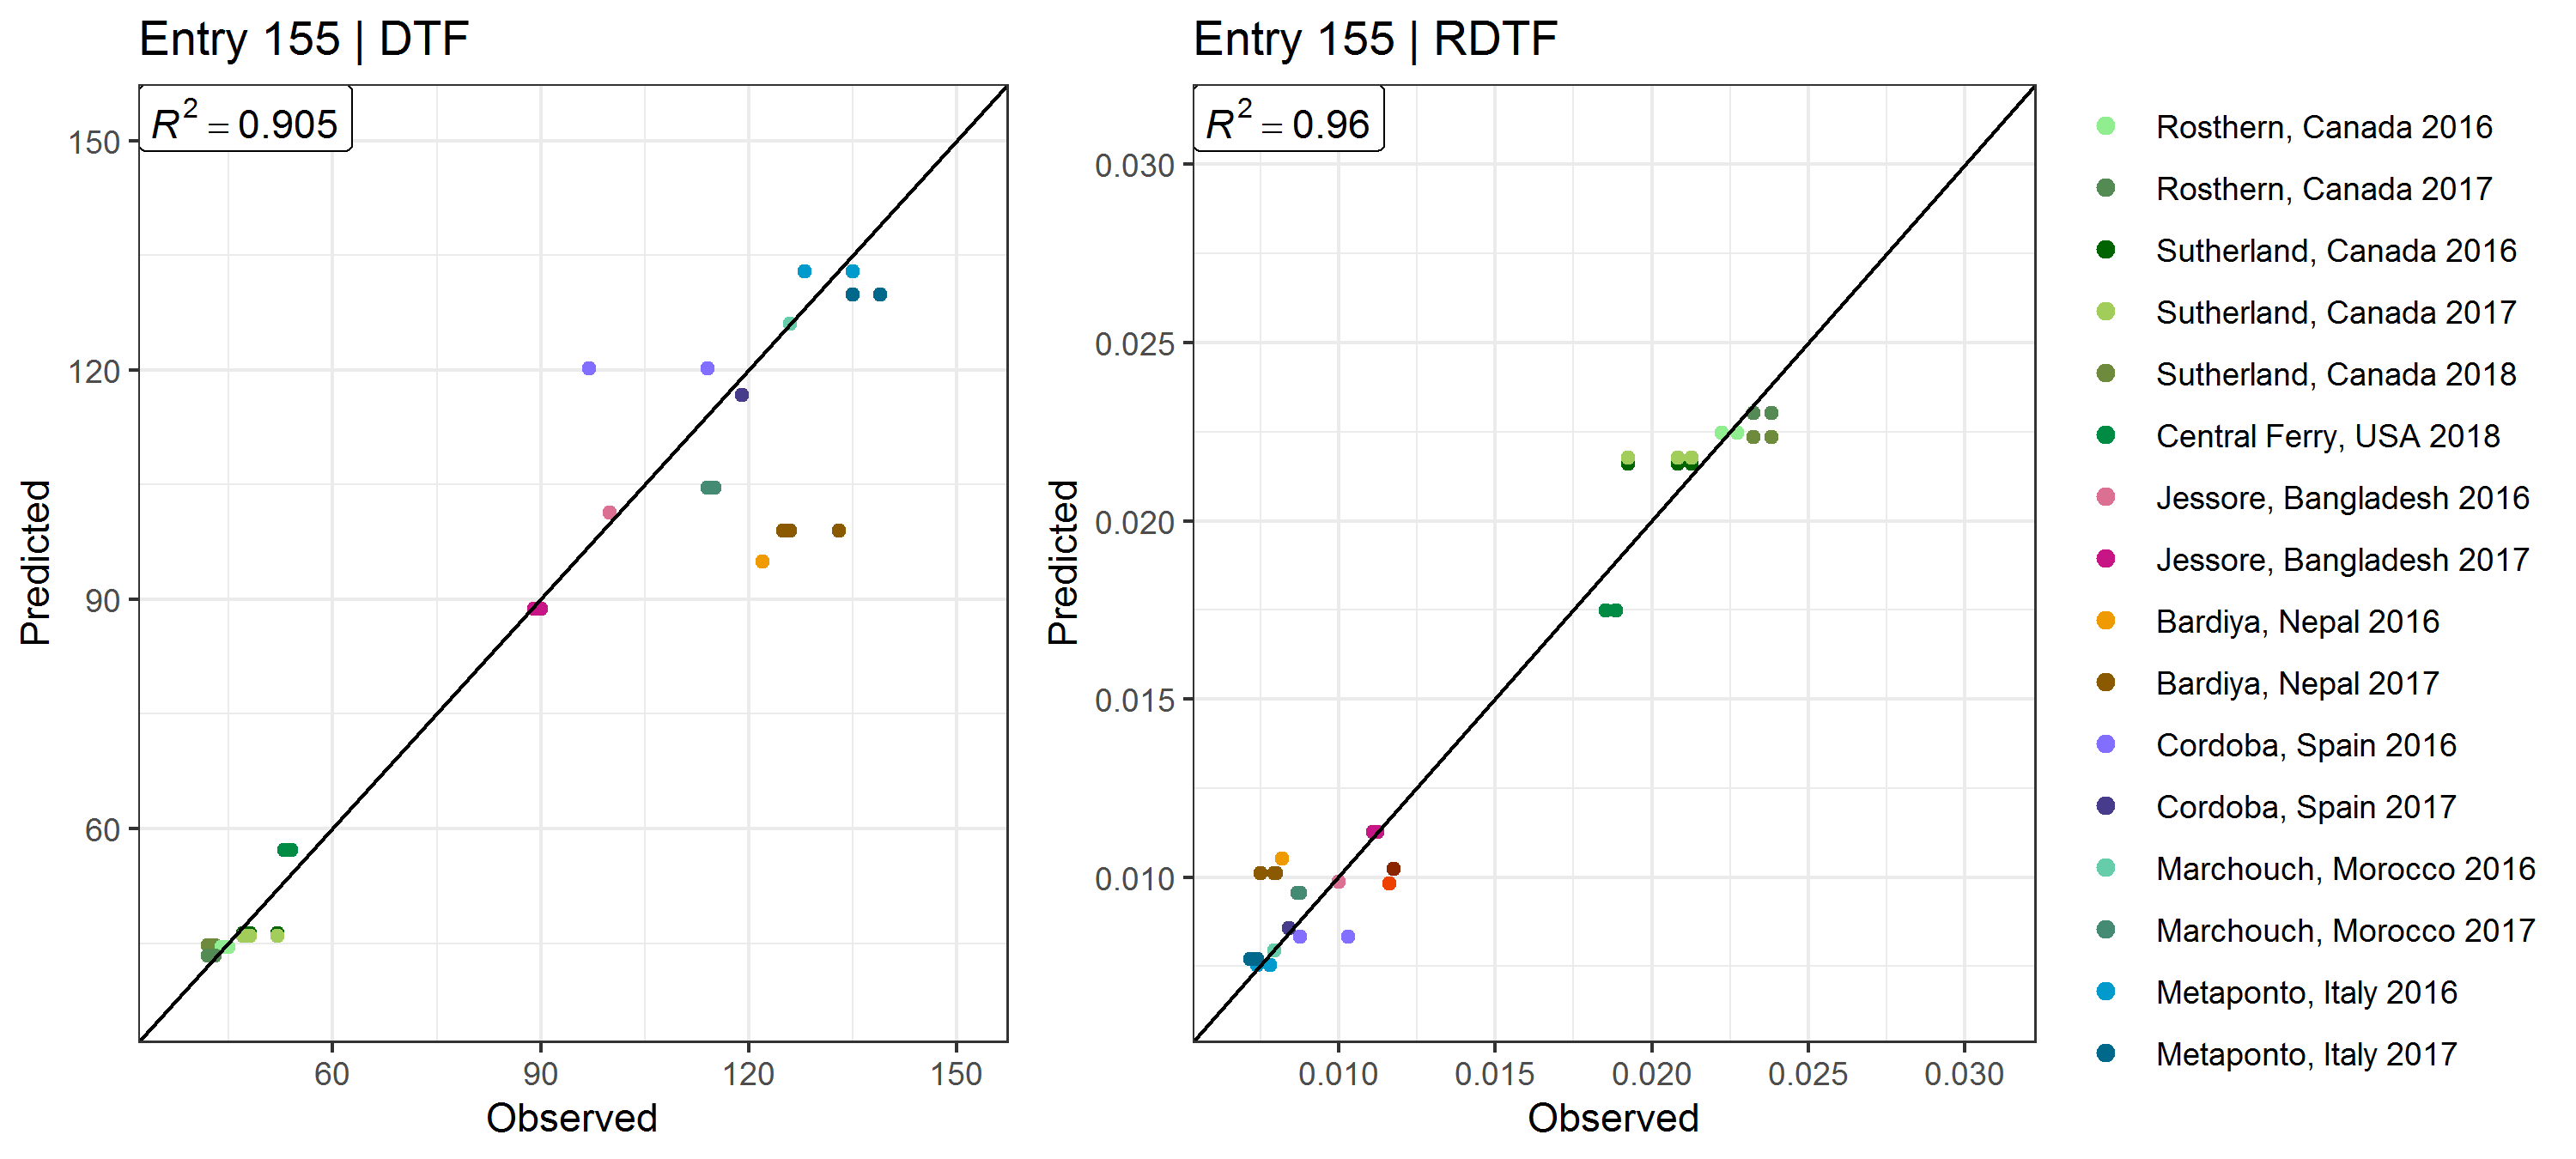 Entry 155 | DTF
R² = 0.905
150
120
90
60
Predicted
60 90 120 150
Observed
Entry 155 | RDTF
R² = 0.96
0.030
0.025
0.020
0.015
0.010
Predicted
0.010 0.015 0.020 0.025 0.030
Observed
Rosthern, Canada 2016
Rosthern, Canada 2017
Sutherland, Canada 2016
Sutherland, Canada 2017
Sutherland, Canada 2018
Central Ferry, USA 2018
Jessore, Bangladesh 2016
Jessore, Bangladesh 2017
Bardiya, Nepal 2016
Bardiya, Nepal 2017
Cordoba, Spain 2016
Cordoba, Spain 2017
Marchouch, Morocco 2016
Marchouch, Morocco 2017
Metaponto, Italy 2016
Metaponto, Italy 2017